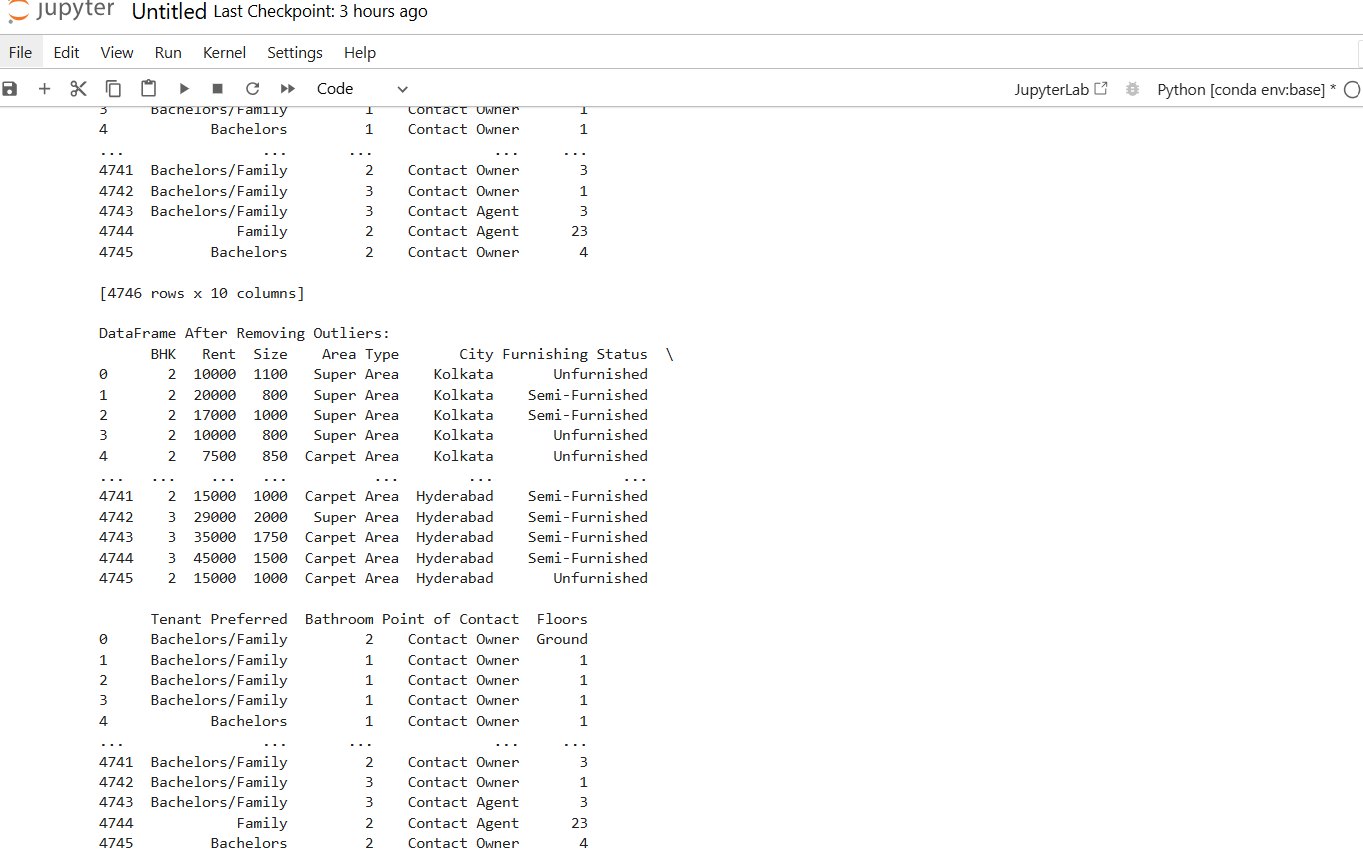 jupyter Untitled Last Checkpoint: 3 hours ago
File Edit View Run Kernel Settings Help
Code JupyterLab Python [conda env:base] *
3 Bachelors/Family 1 Contact Owner 1
4 Bachelors 1 Contact Owner 1
... ... ... ... ...
4741 Bachelors/Family 2 Contact Owner 3
4742 Bachelors/Family 3 Contact Owner 1
4743 Bachelors/Family 3 Contact Agent 3
4744 Family 2 Contact Agent 23
4745 Bachelors 2 Contact Owner 4
[4746 rows x 10 columns]
DataFrame After Removing Outliers:
BHK Rent Size Area Type City Furnishing Status \
0 2 10000 1100 Super Area Kolkata Unfurnished
1 2 20000 800 Super Area Kolkata Semi-Furnished
2 2 17000 1000 Super Area Kolkata Semi-Furnished
3 2 10000 800 Super Area Kolkata Unfurnished
4 2 7500 850 Carpet Area Kolkata Unfurnished
... ... ... ... ... ... ...
4741 2 15000 1000 Carpet Area Hyderabad Semi-Furnished
4742 3 29000 2000 Super Area Hyderabad Semi-Furnished
4743 3 35000 1750 Carpet Area Hyderabad Semi-Furnished
4744 3 45000 1500 Carpet Area Hyderabad Semi-Furnished
4745 2 15000 1000 Carpet Area Hyderabad Unfurnished
Tenant Preferred Bathroom Point of Contact Floors
0 Bachelors/Family 2 Contact Owner Ground
1 Bachelors/Family 1 Contact Owner 1
2 Bachelors/Family 1 Contact Owner 1
3 Bachelors/Family 1 Contact Owner 1
4 Bachelors 1 Contact Owner 1
... ... ... ... ...
4741 Bachelors/Family 2 Contact Owner 3
4742 Bachelors/Family 3 Contact Owner 1
4743 Bachelors/Family 3 Contact Agent 3
4744 Family 2 Contact Agent 23
4745 Bachelors 2 Contact Owner 4